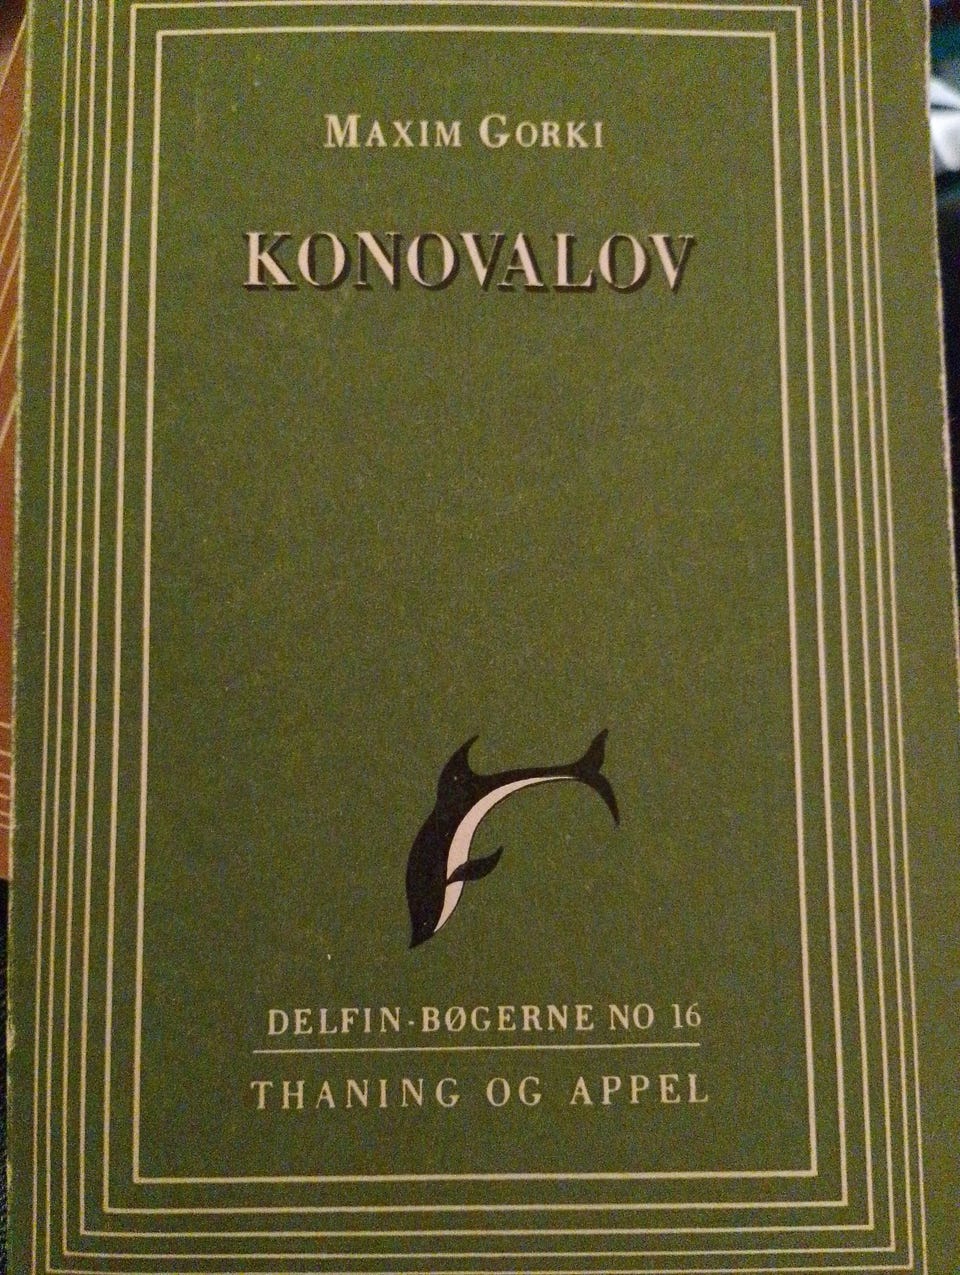 MAXIM GORKI
KONOVALOV
DELFIN-BØGERNE NO 16
THANING OG APPEL